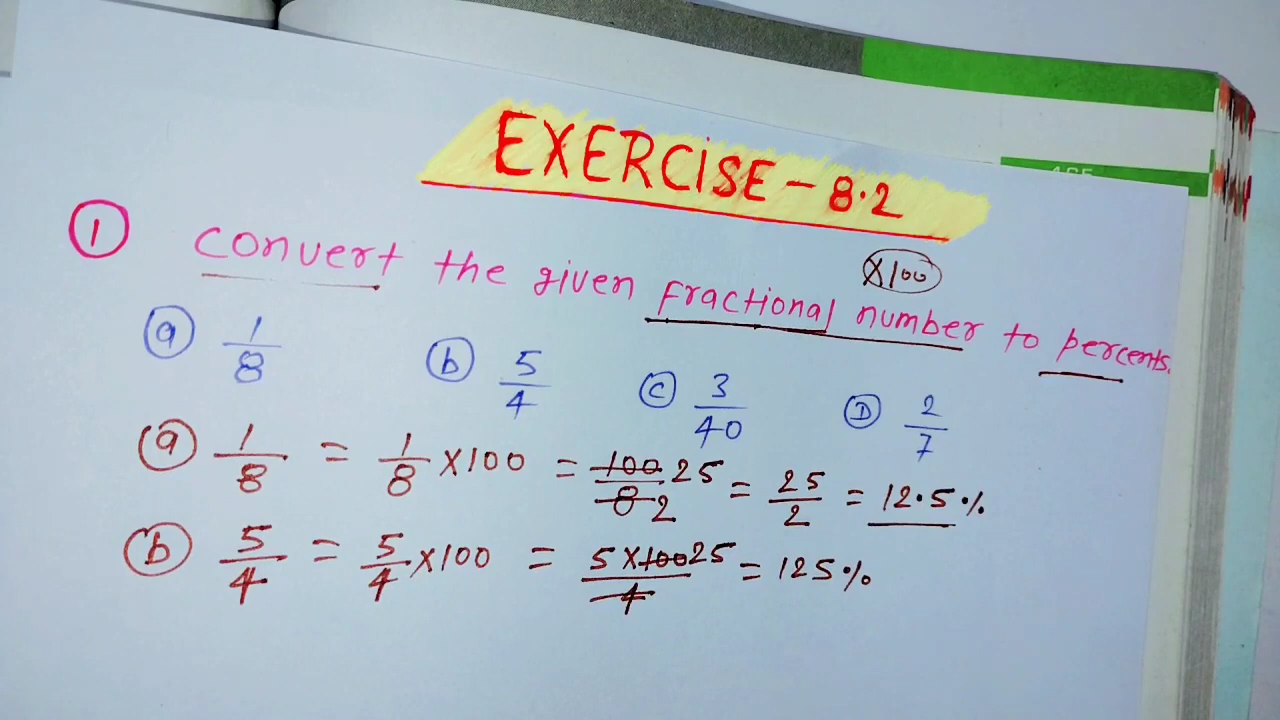 EXERCISE - 8.2
① convert the given fractional number to percents.
×100
ⓐ 1/8 ⓑ 5/4 ⓒ 3/40 Ⓓ 2/7
ⓐ 1/8 = 1/8 ×100 = 100/8 25/2 = 25/2 = 12.5%
ⓑ 5/4 = 5/4 ×100 = 5×100 25/4 = 125%